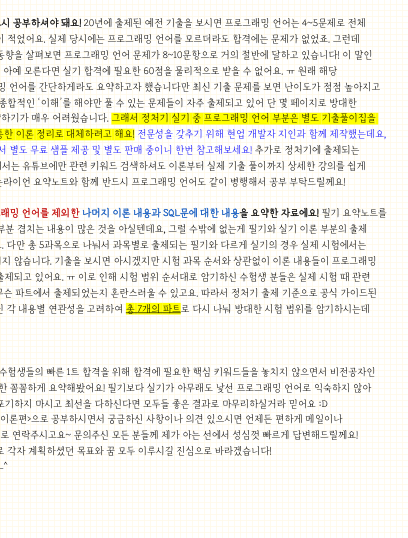 시 공부하셔야 돼요! 20년에 출제된 예전 기출을 보시면 프로그래밍 언어는 4~5문제로 전체
이 적었어요. 실제 당시에는 프로그래밍 언어를 모르더라도 합격에는 문제가 없었죠. 그런데
동향을 살펴보면 프로그래밍 언어 문제가 8~10문항으로 거의 절반에 달하고 있습니다! 이 말인
아예 모른다면 실기 합격에 필요한 60점을 물리적으로 받을 수 없어요. ㅠ 원래 해당
밍 언어를 간단하게라도 요약하고자 했습니다만 최신 기출 문제를 보면 난이도가 점점 높아지고
종합적인 '이해'를 해야만 풀 수 있는 문제들이 자주 출제되고 있어 단 몇 페이지로 방대한
하기가 매우 어려웠습니다. 그래서 정처기 실기 중 프로그래밍 언어 부분은 별도 기출풀이집을
통한 이론 정리로 대체하려고 해요! 전문성을 갖추기 위해 현업 개발자 지인과 함께 제작했는데요,
서 별도 무료 샘플 제공 및 별도 판매 중이니 한번 참고해보세요! 추가로 정처기에 출제되는
서는 유튜브에만 관련 키워드 검색하셔도 이론부터 실제 기출 풀이까지 상세한 강의를 쉽게
는라이언 요약노트와 함께 반드시 프로그래밍 언어도 같이 병행해서 공부 부탁드릴께요!
래밍 언어를 제외한 나머지 이론 내용과 SQL문에 대한 내용을 요약한 자료에요! 필기 요약노트를
부분 겹치는 내용이 많은 것을 아실텐데요, 그럴 수밖에 없는게 필기와 실기 이론 부분의 출제
. 다만 총 5과목으로 나눠서 과목별로 출제되는 필기와 다르게 실기의 경우 실제 시험에서는
지 않습니다. 기출을 보시면 아시겠지만 시험 과목 순서와 상관없이 이론 내용들이 프로그래밍
출제되고 있어요. ㅠ 이로 인해 시험 범위 순서대로 암기하신 수험생 분들은 실제 시험 때 관련
무슨 파트에서 출제되었는지 혼란스러울 수 있고요. 따라서 정처기 출제 기준으로 공식 가이드된
인 각 내용별 연관성을 고려하여 총 7개의 파트로 다시 나눠 방대한 시험 범위를 암기하시는데
수험생들의 빠른 1트 합격을 위해 합격에 필요한 핵심 키워드들을 놓치지 않으면서 비전공자인
한 꼼꼼하게 요약해봤어요! 필기보다 실기가 아무래도 낯선 프로그래밍 언어로 익숙하지 않아
포기하지 마시고 최선을 다하신다면 모두들 좋은 결과로 마무리하실거라 믿어요 :D
이론편>으로 공부하시면서 궁금하신 사항이나 의견 있으시면 언제든 편하게 메일이나
로 연락주시고요~ 문의주신 모든 분들께 제가 아는 선에서 성심껏 빠르게 답변해드릴께요!
로 각자 계획하셨던 목표와 꿈 모두 이루시길 진심으로 바라겠습니다!
_^